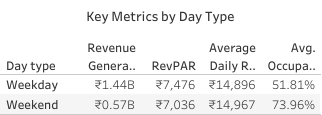 Key Metrics by Day Type
Revenue Average Avg.
Day type Genera.. RevPAR Daily R.. Occupa..
Weekday ₹1.44B ₹7,476 ₹14,896 51.81%
Weekend ₹0.57B ₹7,036 ₹14,967 73.96%